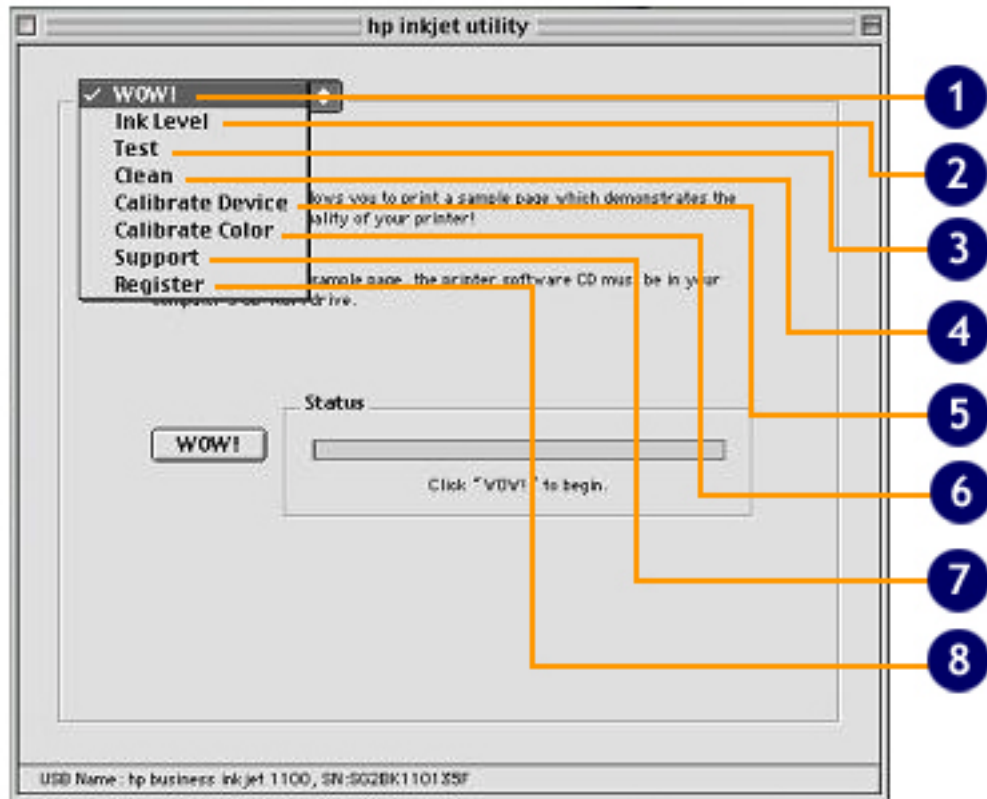 hp inkjet utility
✓ WOW!
Ink Level
Test
Clean
Calibrate Device
Calibrate Color
Support
Register
lows you to print a sample page which demonstrates the
ality of your printer!
sample page, the printer software CD must be in your
drive.
Status
WOW!
Click "WOW!" to begin.
USB Name : hp business inkjet 1100, SN:SG2BK110135F
1
2
3
4
5
6
7
8